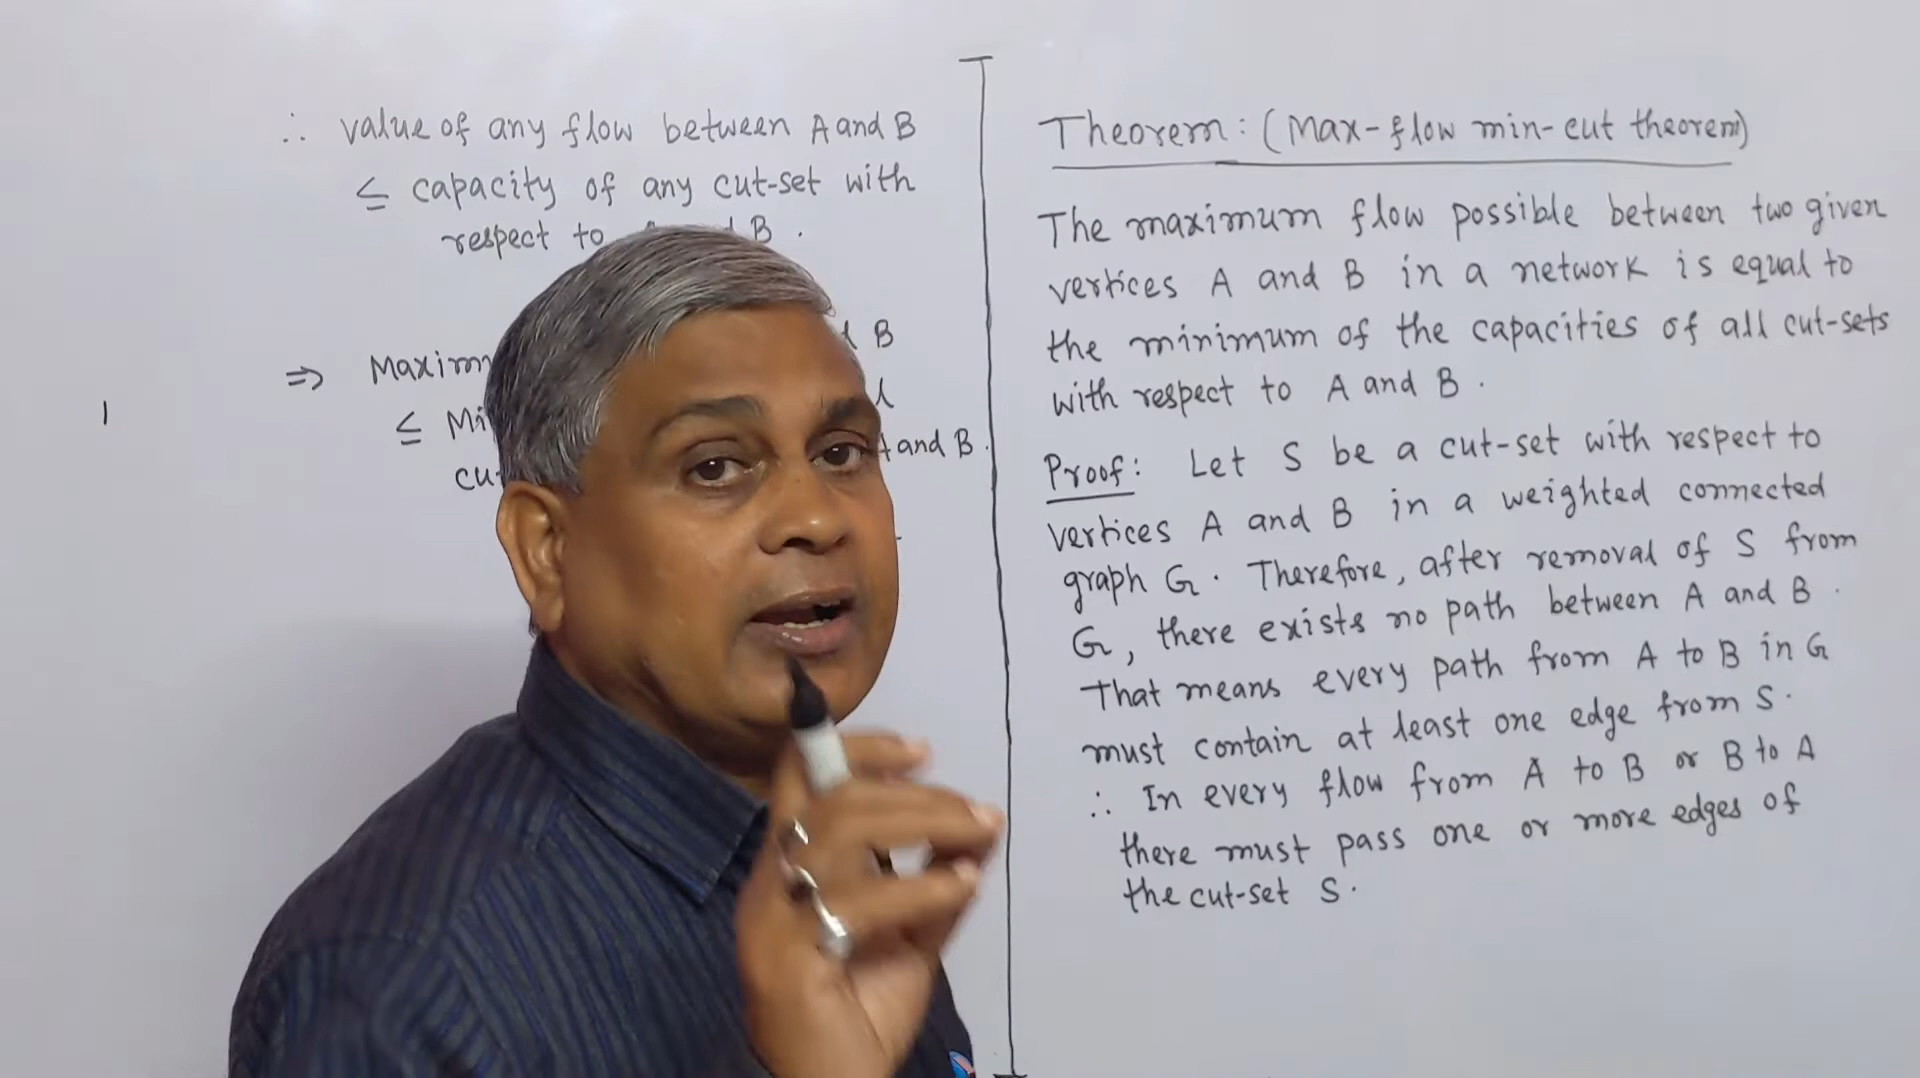 ∴ value of any flow between A and B
≤ capacity of any cut-set with
respect to B.
⇒ B
≤
A and B.
Theorem: (Max-flow min-cut theorem)
The maximum flow possible between two given
vertices A and B in a network is equal to
the minimum of the capacities of all cut-sets
with respect to A and B.
Proof: Let S be a cut-set with respect to
vertices A and B in a weighted connected
graph G. Therefore, after removal of S from
G, there exists no path between A and B.
That means every path from A to B in G
must contain at least one edge from S.
∴ In every flow from A to B or B to A
there must pass one or more edges of
the cut-set S.